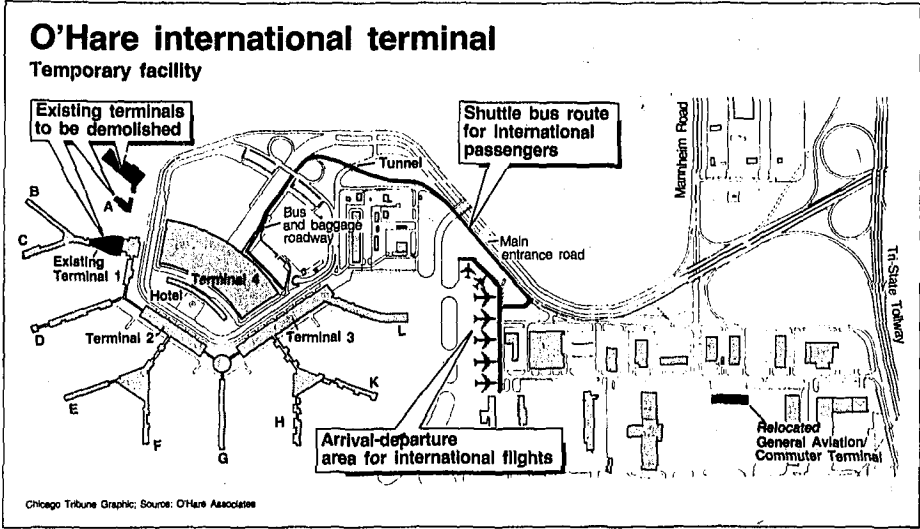 O'Hare international terminal
Temporary facility
Existing terminals
to be demolished
Shuttle bus route
for international
passengers
Tunnel
Mannheim Road
B
A
C
Bus
and baggage
roadway
Main
entrance road
Existing
Terminal 1
Terminal 4
Tri-State Tollway
Hotel
D
Terminal 2
Terminal 3
L
E
K
F
H
G
Arrival-departure
area for international flights
Relocated
General Aviation/
Commuter Terminal
Chicago Tribune Graphic; Source: O'Hare Associates